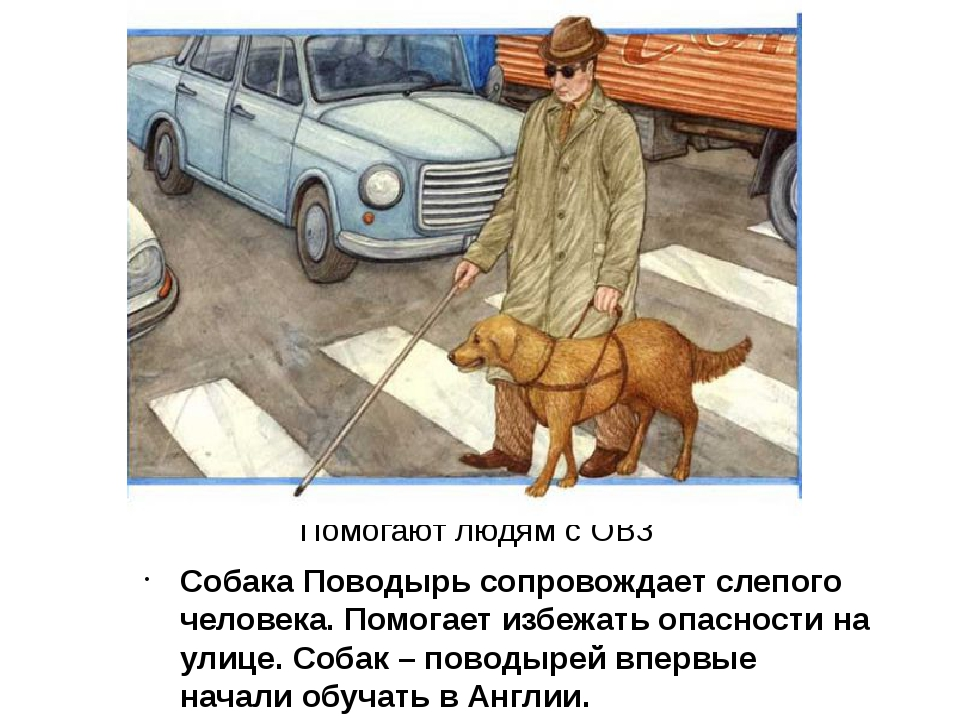 Помогают людям с ОВЗ
Собака Поводырь сопровождает слепого
человека. Помогает избежать опасности на
улице. Собак – поводырей впервые
начали обучать в Англии.